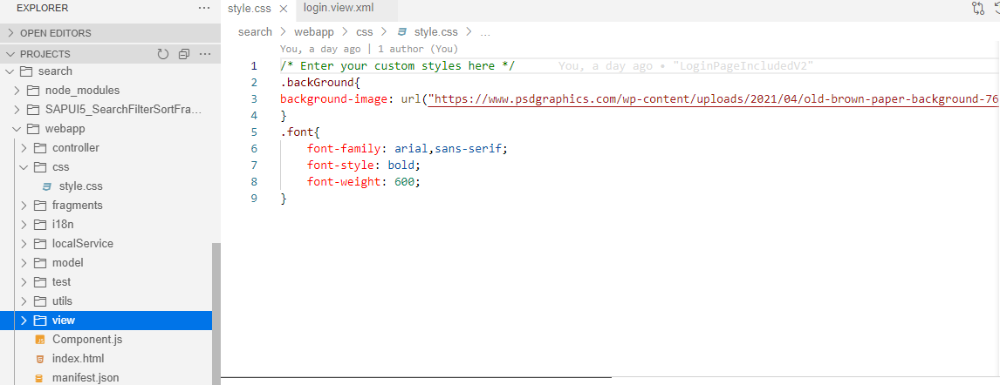 EXPLORER
OPEN EDITORS
PROJECTS
search
node_modules
SAPUI5_SearchFilterSortFra…
webapp
controller
css
style.css
fragments
i18n
localService
model
test
utils
view
Component.js
index.html
manifest.json
style.css
login.view.xml
search > webapp > css > style.css > …
You, a day ago | 1 author (You)
1 /* Enter your custom styles here */ You, a day ago • "LoginPageIncludedV2"
2 .backGround{
3 background-image: url("https://www.psdgraphics.com/wp-content/uploads/2021/04/old-brown-paper-background-76
4 }
5 .font{
6 font-family: arial,sans-serif;
7 font-style: bold;
8 font-weight: 600;
9 }